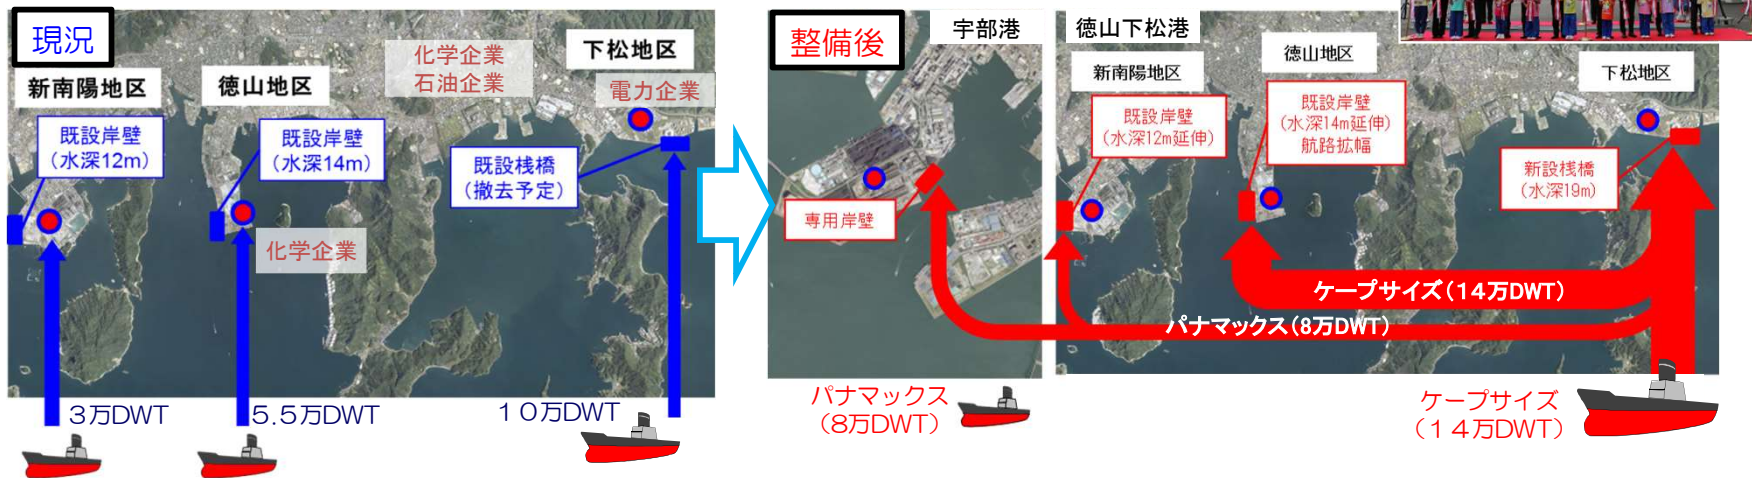 現況
新南陽地区
徳山地区
化学企業
石油企業
下松地区
電力企業
既設岸壁
（水深12m）
既設岸壁
（水深14m）
既設桟橋
（撤去予定）
化学企業
3万DWT
5.5万DWT
１０万DWT
整備後
宇部港
徳山下松港
新南陽地区
徳山地区
下松地区
専用岸壁
既設岸壁
（水深12m延伸）
既設岸壁
（水深14m延伸）
航路拡幅
新設桟橋
（水深19m）
ケープサイズ（14万DWT）
パナマックス（8万DWT）
パナマックス
（8万DWT）
ケープサイズ
（１４万DWT）